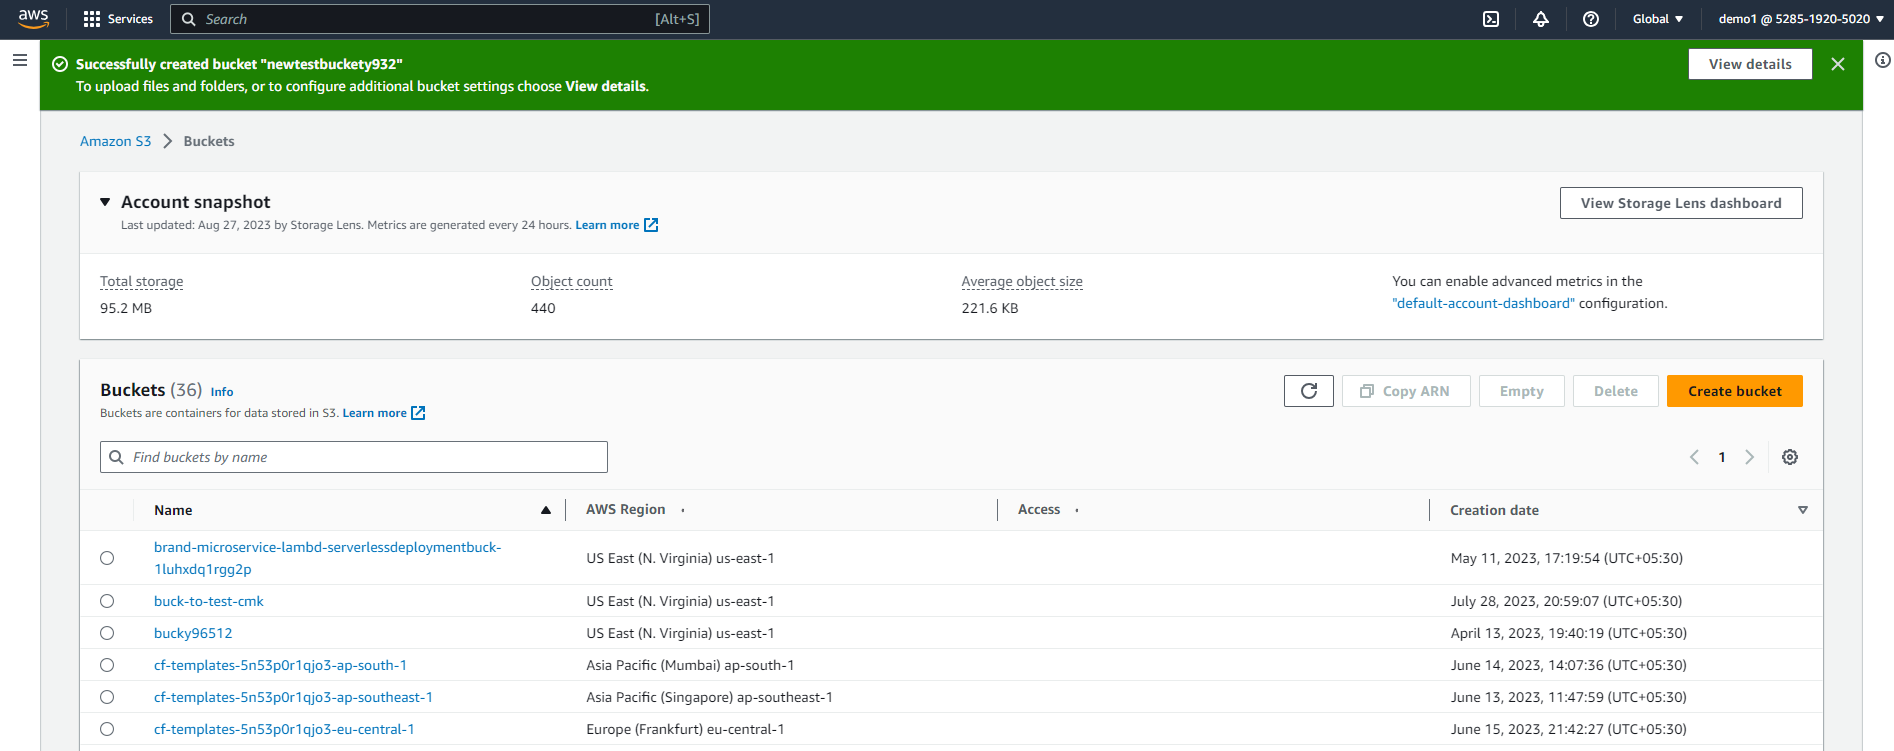 aws
Services
Search
[Alt+S]
Global
demo1 @ 5285-1920-5020
Successfully created bucket "newtestbuckety932"
To upload files and folders, or to configure additional bucket settings choose View details.
View details
Amazon S3 Buckets
Account snapshot
Last updated: Aug 27, 2023 by Storage Lens. Metrics are generated every 24 hours. Learn more
View Storage Lens dashboard
Total storage
95.2 MB
Object count
440
Average object size
221.6 KB
You can enable advanced metrics in the
"default-account-dashboard" configuration.
Buckets (36) Info
Buckets are containers for data stored in S3. Learn more
Copy ARN
Empty
Delete
Create bucket
Find buckets by name
1
Name AWS Region Access Creation date
brand-microservice-lambd-serverlessdeploymentbuck-
1luhxdq1rgg2p
US East (N. Virginia) us-east-1 May 11, 2023, 17:19:54 (UTC+05:30)
buck-to-test-cmk US East (N. Virginia) us-east-1 July 28, 2023, 20:59:07 (UTC+05:30)
bucky96512 US East (N. Virginia) us-east-1 April 13, 2023, 19:40:19 (UTC+05:30)
cf-templates-5n53p0r1qjo3-ap-south-1 Asia Pacific (Mumbai) ap-south-1 June 14, 2023, 14:07:36 (UTC+05:30)
cf-templates-5n53p0r1qjo3-ap-southeast-1 Asia Pacific (Singapore) ap-southeast-1 June 13, 2023, 11:47:59 (UTC+05:30)
cf-templates-5n53p0r1qjo3-eu-central-1 Europe (Frankfurt) eu-central-1 June 15, 2023, 21:42:27 (UTC+05:30)